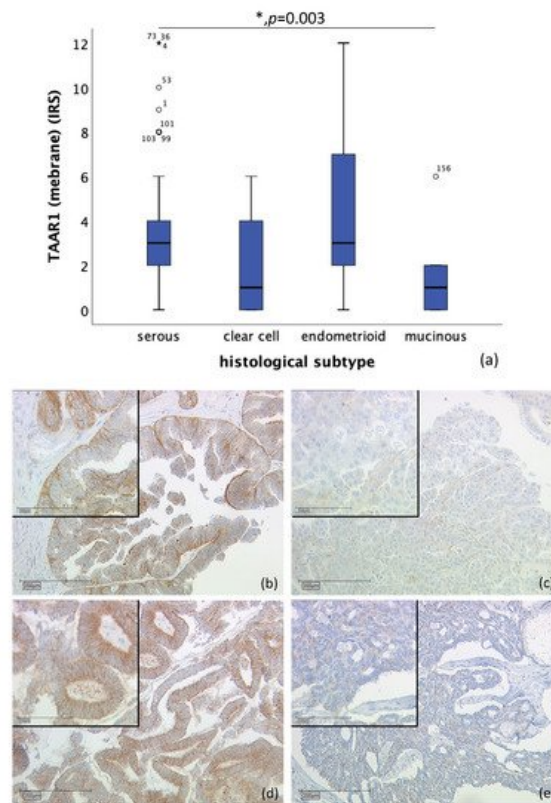 *,p=0.003
TAAR1 (mebrane) (IRS)
12
10
8
6
4
2
0
73 36
4
53
1
101
103 99
156
serous clear cell endometrioid mucinous
histological subtype
(a)
(b)
(c)
(d)
(e)